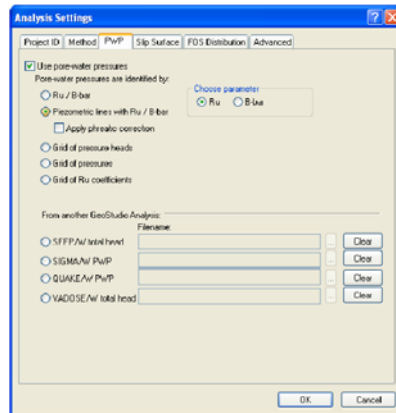 Analysis Settings
Project ID Method PWP Slip Surface FOS Distribution Advanced
Use pore-water pressures
Pore-water pressures are identified by:
Ru / B-bar
Choose parameter
Ru B-bar
Piezometric lines with Ru / B-bar
Apply phreatic correction
Grid of pressure heads
Grid of pressures
Grid of Ru coefficients
From another GeoStudio Analysis:
Filename:
SEEP/W total head ... Clear
SIGMA/W PWP ... Clear
QUAKE/W PWP ... Clear
VADOSE/W total head ... Clear
OK Cancel